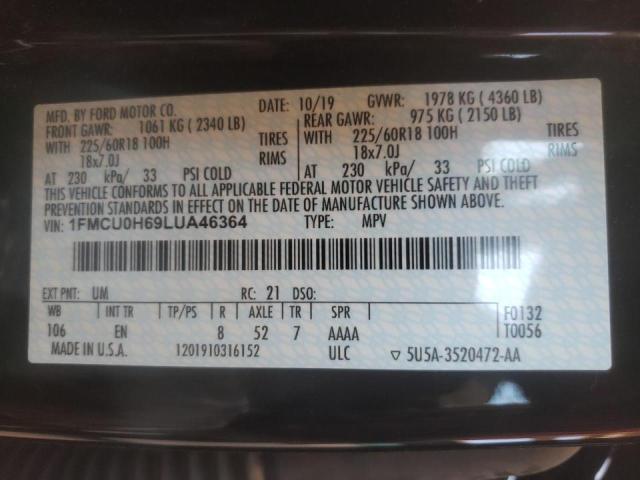 MFD. BY FORD MOTOR CO. DATE: 10/19 GVWR: 1978 KG ( 4360 LB)
FRONT GAWR: 1061 KG ( 2340 LB) REAR GAWR: 975 KG ( 2150 LB)
WITH 225/60R18 100H TIRES WITH 225/60R18 100H TIRES
18x7.0J RIMS 18x7.0J RIMS
AT 230 kPa/ 33 PSI COLD AT 230 kPa/ 33 PSI COLD
THIS VEHICLE CONFORMS TO ALL APPLICABLE FEDERAL MOTOR VEHICLE SAFETY AND THEFT
PREVENTION STANDARDS IN EFFECT ON THE DATE OF MANUFACTURE SHOWN ABOVE.
VIN: 1FMCU0H69LUA46364 TYPE: MPV
EXT PNT: UM RC: 21 DSO:
WB INT TR TP/PS R AXLE TR SPR F0132
106 EN 8 52 7 AAAA T0056
MADE IN U.S.A. 1201910316152 ULC ▽ 5U5A-3520472-AA